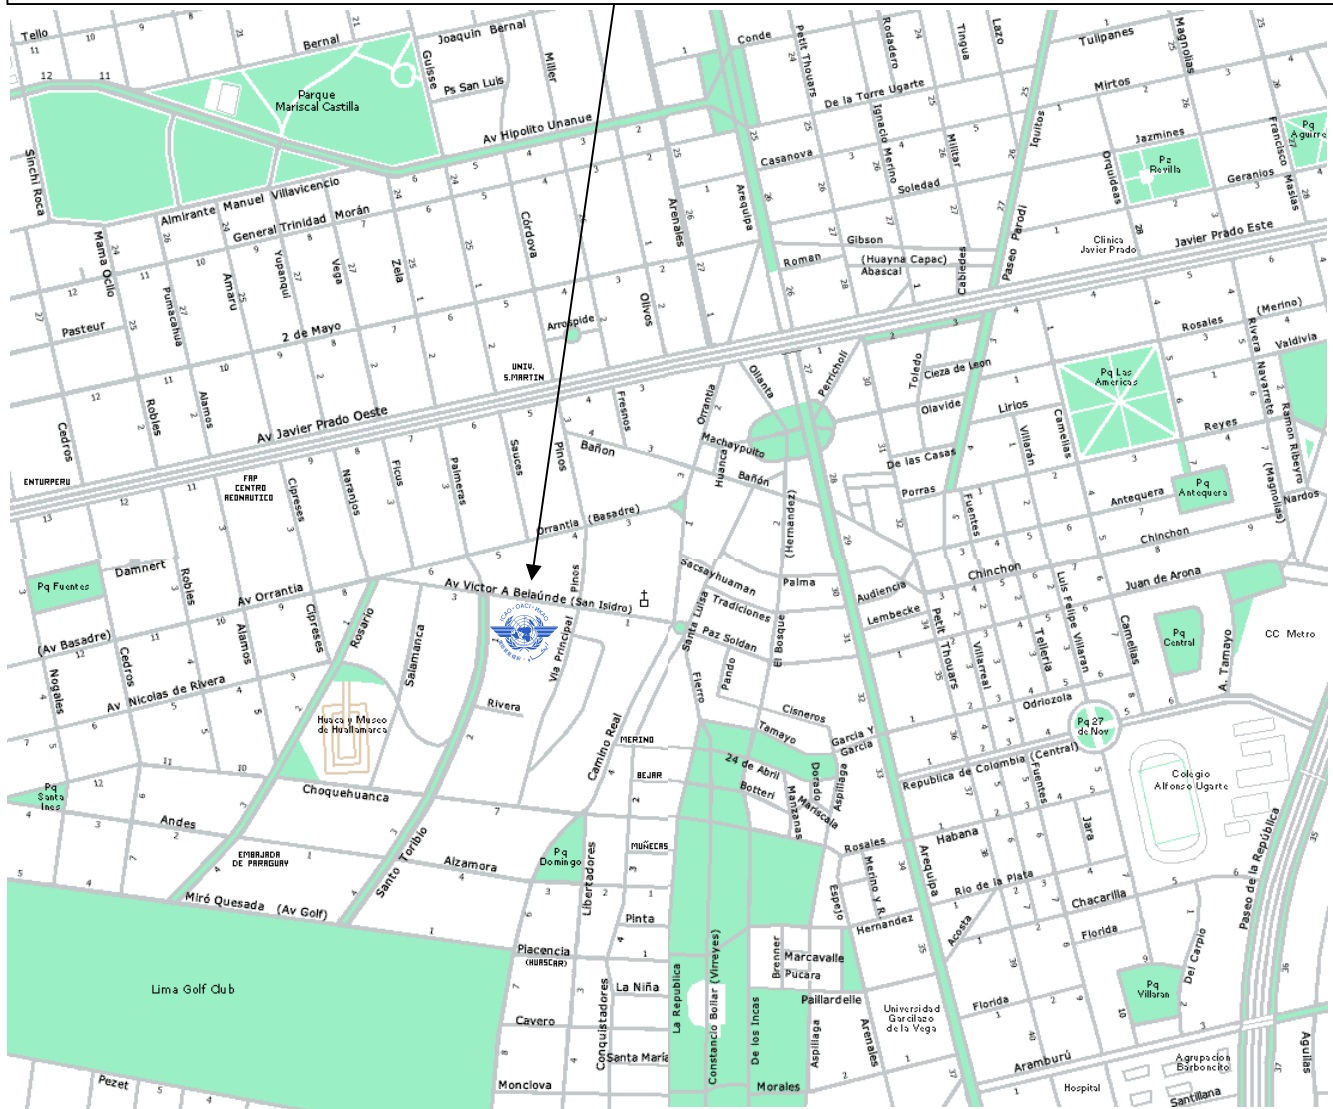 Tello
Bernal
Joaquin Bernal
Guisse
Miller
Ps San Luis
Parque
Mariscal Castilla
Av Hipolito Unanue
Conde
Petit Thouars
Rodadero
Tingua
Lazo
Tulipanes
Magnolias
Mirtos
De la Torre Ugarte
Ignacio Merino
Militar
Iquitos
Jazmines
Francisco Masias
Pq
Aguirre
Pz
Revilla
Geranios
Orquideas
Casanova
Soledad
Sinchi Roca
Almirante Manuel Villavicencio
General Trinidad Morán
Mama Ocllo
Pumacahua
Amaru
Yupanqui
Vega
Zela
Córdova
Arenales
Arequipa
Olivos
Gibson
Roman
(Huayna Capac)
Abascal
Cabiedes
Paseo Parodi
Clinica
Javier Prado
Javier Prado Este
Pasteur
2 de Mayo
Arrospide
UNIV.
S.MARTIN
Rosales
(Merino)
Valdivia
Rivera Navarrete
Ramon Ribeyro
(Magnolias)
Perricholi
Ollanta
Toledo
Cieza de Leon
Pq Las
Americas
Olavide
Lirios
Villarán
Camelias
Reyes
Cedros
Robles
Alamos
Av Javier Prado Oeste
Fresnos
Orrantia
Machaypuito
Huanca
Bañon
Bañón
De las Casas
Porras
Fuentes
Antequera
Pq
Antequera
Nardos
Chinchon
ENTURPERU
FAP
CENTRO
AEONAUTICO
Cipreses
Naranjos
Ficus
Palmeras
Sauces
Pinos
Orrantia (Basadre)
(Hernandez)
Chinchon
Juan de Arona
Pq Fuentes
Damnert
Robles
Av Orrantia
Cipreses
Rosario
Salamanca
Av Victor A Belaúnde (San Isidro)
Pinos
ICAO·OACI·ИКАО
Via Principal
Sacsayhuaman
Tradiciones
Palma
Audiencia
Lembecke
Santa Luisa
Paz Soldan
Pando
El Bosque
Petit Thouars
Villarreal
Telleria
Luis Felipe Villaran
Camelias
Pq
Central
A. Tamayo
CC Metro
(Av Basadre)
Nogales
Cedros
Alamos
Av Nicolas de Rivera
Huaca y Museo
de Huallamarca
Rivera
Camino Real
Fierro
Cisneros
Tamayo
Garcia Y
Garcia
Odriozola
Pq 27
de Nov
Republica de Colombia (Central)
Fuentes
Colegio
Alfonso Ugarte
MERINO
BEJAR
24 de Abril
Botteri
Manzanas
Dorado
Mariscala
Aspillaga
Pq
Santa
Ines
Choquehuanca
Andes
EMBAJADA
DE PARAGUAY
Santo Toribio
Alzamora
Pq
Domingo
Libertadores
MUÑECAS
Rosales
Habana
Jara
Paseo de la República
Merino y R.
Espejo
Arequipa
Rio de la Plata
Chacarilla
Miró Quesada (Av Golf)
Pinta
Hernandez
Acosta
Florida
Del Carpio
Placencia
(HUASCAR)
Brenner
Marcavalle
Pucara
Lima Golf Club
La Niña
Conquistadores
La Republica
Constancio Bollar (Virreyes)
De los Incas
Paillardelle
Aspillaga
Arenales
Universidad
Garcilazo
de la Vega
Florida
Pq
Villaran
Cavero
Santa María
Aramburú
Agrupacion
Barboncito
Aguilas
Pezet
Monclova
Morales
Hospital
Santillana